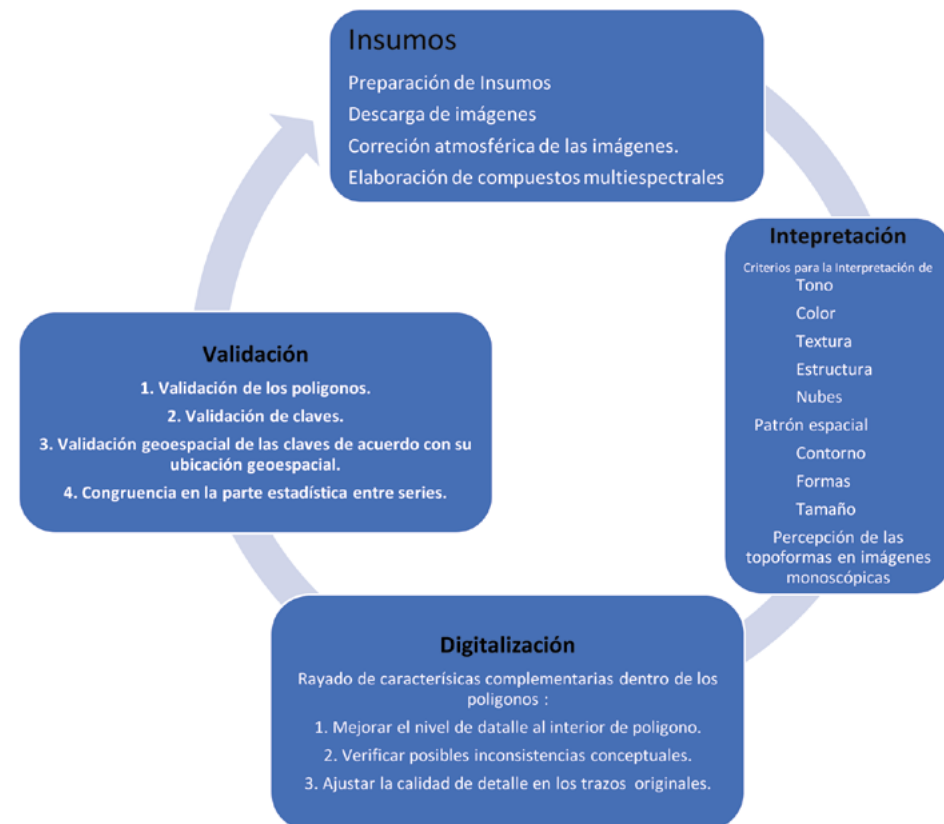 Insumos
Preparación de Insumos
Descarga de imágenes
Correción atmosférica de las imágenes.
Elaboración de compuestos multiespectrales
Intepretación
Criterios para la Interpretación de
Tono
Color
Textura
Estructura
Nubes
Patrón espacial
Contorno
Formas
Tamaño
Percepción de las
topoformas en imágenes
monoscópicas
Digitalización
Rayado de caracterísicas complementarias dentro de los
poligonos :
1. Mejorar el nivel de datalle al interior de poligono.
2. Verificar posibles inconsistencias conceptuales.
3. Ajustar la calidad de detalle en los trazos originales.
Validación
1. Validación de los poligonos.
2. Validación de claves.
3. Validación geoespacial de las claves de acuerdo con su
ubicación geoespacial.
4. Congruencia en la parte estadística entre series.